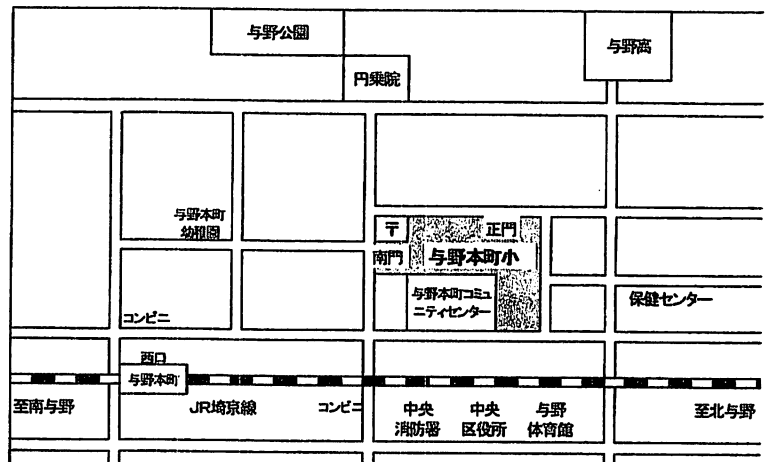 与野公園
与野高
円乗院
与野本町
幼稚園
〒
正門
南門
与野本町小
与野本町コミュ
ニティセンター
保健センター
コンビニ
西口
与野本町
至南与野
JR埼京線
コンビニ
中央
消防署
中央
区役所
与野
体育館
至北与野